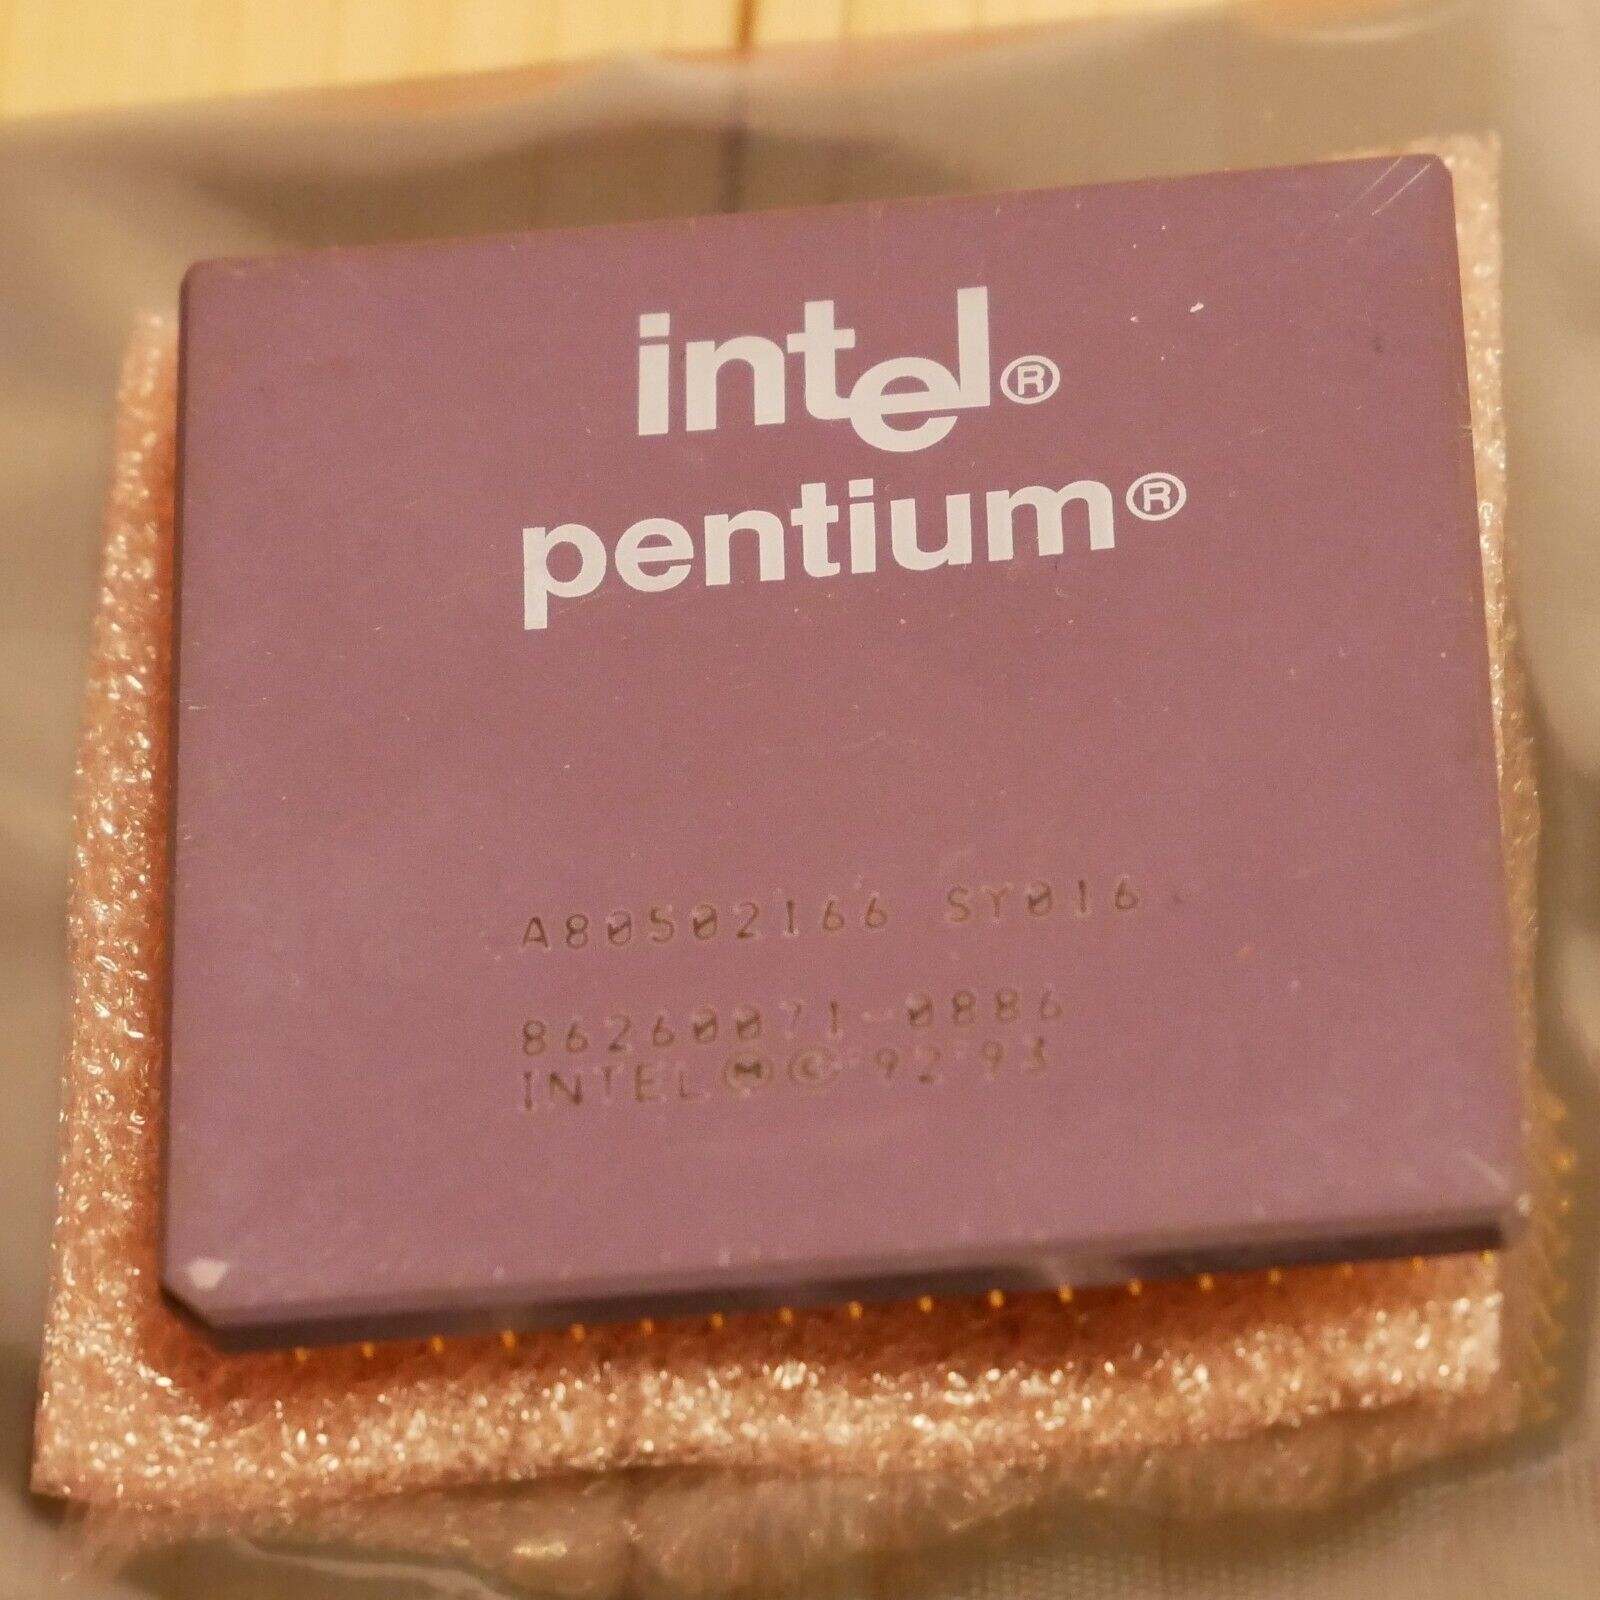 intel®
pentium®
A80502166 SY016
86260071-0886
INTEL Ⓜ © '92 '93